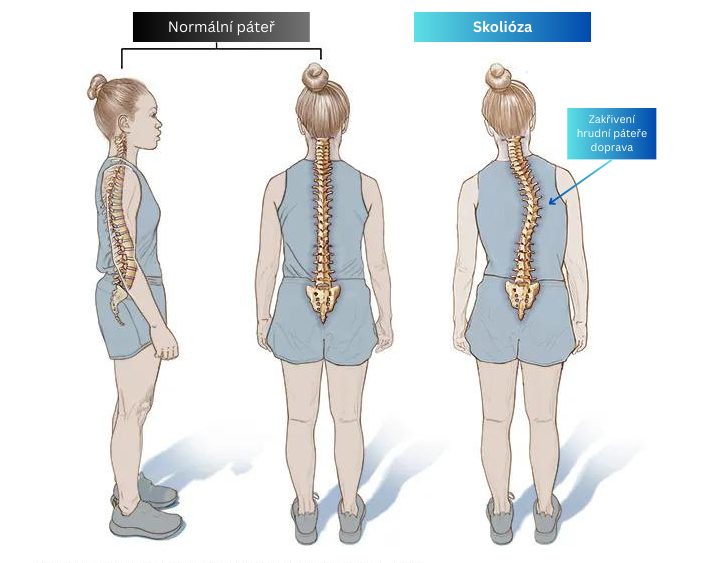 Normální páteř
Skolióza
Zakřivení
hrudní páteře
doprava